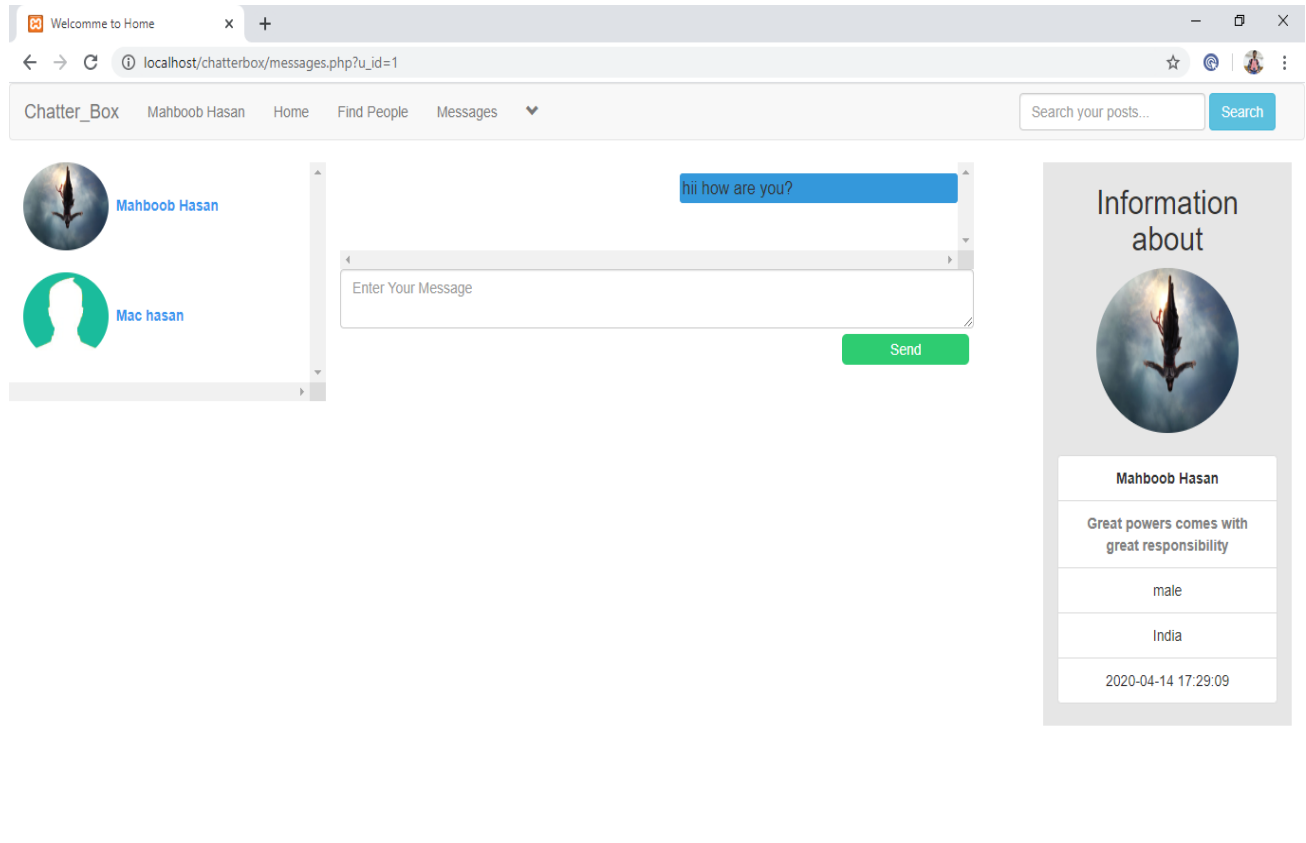 Welcomme to Home
localhost/chatterbox/messages.php?u_id=1
Chatter_Box Mahboob Hasan Home Find People Messages Search your posts... Search
Mahboob Hasan
Mac hasan
hii how are you?
Enter Your Message
Send
Information
about
Mahboob Hasan
Great powers comes with
great responsibility
male
India
2020-04-14 17:29:09